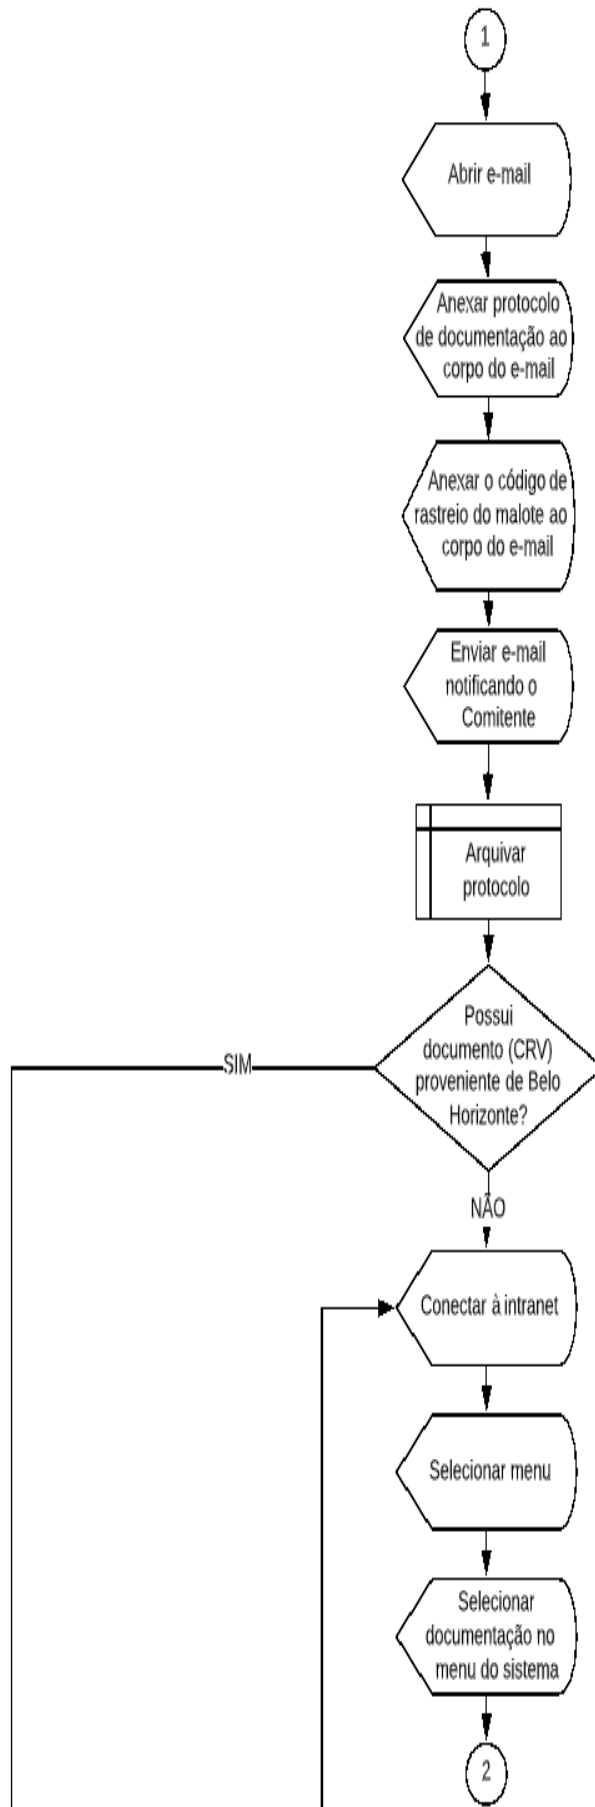 1
Abrir e-mail
Anexar protocolo
de documentação ao
corpo do e-mail
Anexar o código de
rastreio do malote ao
corpo do e-mail
Enviar e-mail
notificando o
Comitente
Arquivar
protocolo
Possui
documento (CRV)
proveniente de Belo
Horizonte?
SIM
NÃO
Conectar à intranet
Selecionar menu
Selecionar
documentação no
menu do sistema
2